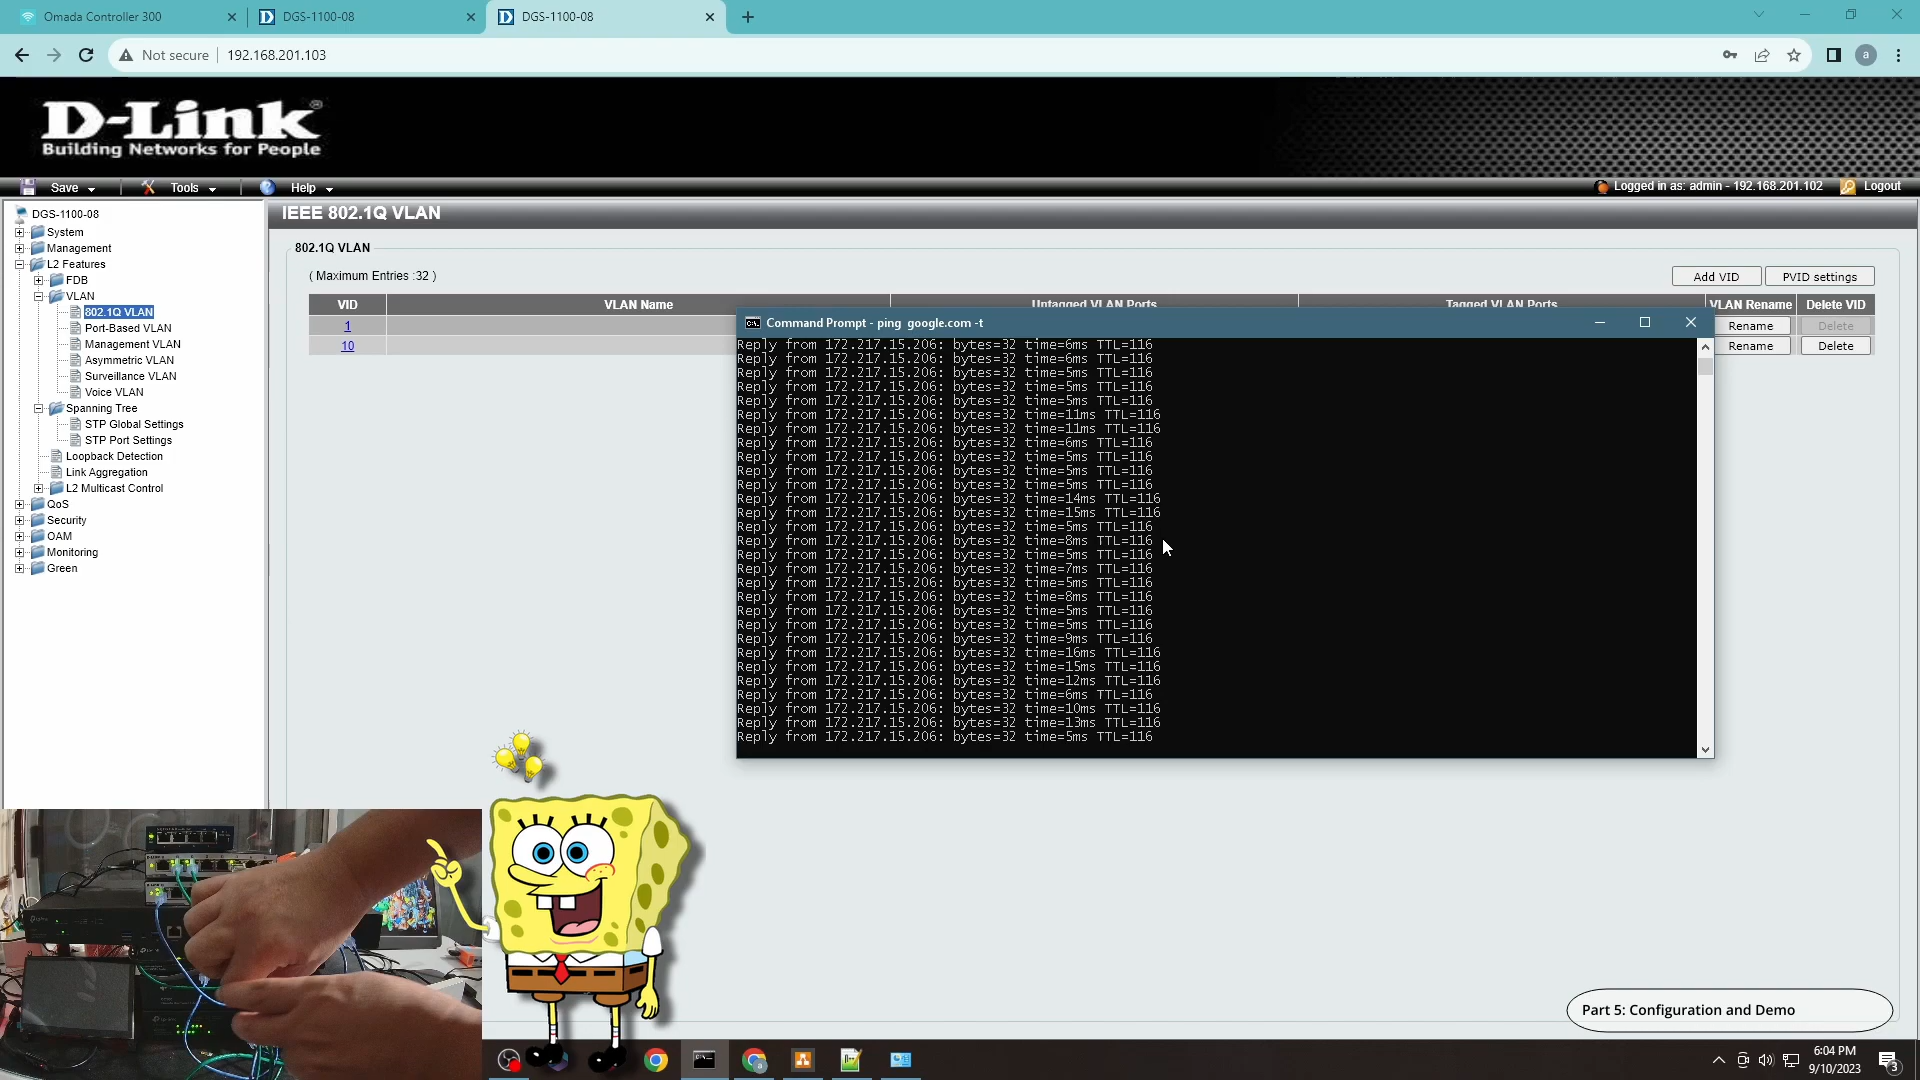 Omada Controller 300
DGS-1100-08
DGS-1100-08
Not secure
192.168.201.103
a
D-Link®
Building Networks for People
Save
Tools
Help
Logged in as: admin - 192.168.201.102
Logout
DGS-1100-08
System
Management
L2 Features
FDB
VLAN
802.1Q VLAN
Port-Based VLAN
Management VLAN
Asymmetric VLAN
Surveillance VLAN
Voice VLAN
Spanning Tree
STP Global Settings
STP Port Settings
Loopback Detection
Link Aggregation
L2 Multicast Control
QoS
Security
OAM
Monitoring
Green
IEEE 802.1Q VLAN
802.1Q VLAN
( Maximum Entries :32 )
Add VID
PVID settings
VID
VLAN Name
Untagged VLAN Ports
Tagged VLAN Ports
VLAN Rename
Delete VID
1
Rename
Delete
10
Rename
Delete
Command Prompt - ping google.com -t
Reply from 172.217.15.206: bytes=32 time=6ms TTL=116
Reply from 172.217.15.206: bytes=32 time=6ms TTL=116
Reply from 172.217.15.206: bytes=32 time=5ms TTL=116
Reply from 172.217.15.206: bytes=32 time=5ms TTL=116
Reply from 172.217.15.206: bytes=32 time=5ms TTL=116
Reply from 172.217.15.206: bytes=32 time=11ms TTL=116
Reply from 172.217.15.206: bytes=32 time=11ms TTL=116
Reply from 172.217.15.206: bytes=32 time=6ms TTL=116
Reply from 172.217.15.206: bytes=32 time=5ms TTL=116
Reply from 172.217.15.206: bytes=32 time=5ms TTL=116
Reply from 172.217.15.206: bytes=32 time=5ms TTL=116
Reply from 172.217.15.206: bytes=32 time=14ms TTL=116
Reply from 172.217.15.206: bytes=32 time=15ms TTL=116
Reply from 172.217.15.206: bytes=32 time=5ms TTL=116
Reply from 172.217.15.206: bytes=32 time=8ms TTL=116
Reply from 172.217.15.206: bytes=32 time=5ms TTL=116
Reply from 172.217.15.206: bytes=32 time=7ms TTL=116
Reply from 172.217.15.206: bytes=32 time=5ms TTL=116
Reply from 172.217.15.206: bytes=32 time=8ms TTL=116
Reply from 172.217.15.206: bytes=32 time=5ms TTL=116
Reply from 172.217.15.206: bytes=32 time=5ms TTL=116
Reply from 172.217.15.206: bytes=32 time=9ms TTL=116
Reply from 172.217.15.206: bytes=32 time=16ms TTL=116
Reply from 172.217.15.206: bytes=32 time=15ms TTL=116
Reply from 172.217.15.206: bytes=32 time=12ms TTL=116
Reply from 172.217.15.206: bytes=32 time=6ms TTL=116
Reply from 172.217.15.206: bytes=32 time=10ms TTL=116
Reply from 172.217.15.206: bytes=32 time=13ms TTL=116
Reply from 172.217.15.206: bytes=32 time=5ms TTL=116
Part 5: Configuration and Demo
6:04 PM
9/10/2023
3